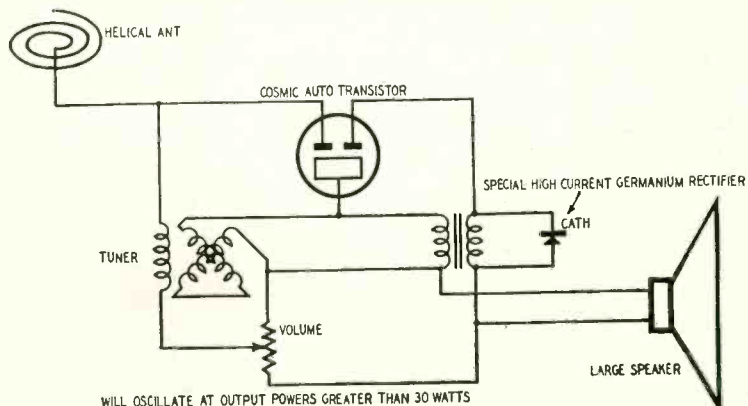 HELICAL ANT
COSMIC AUTO TRANSISTOR
SPECIAL HIGH CURRENT GERMANIUM RECTIFIER
CATH
TUNER
VOLUME
LARGE SPEAKER
WILL OSCILLATE AT OUTPUT POWERS GREATER THAN 30 WATTS